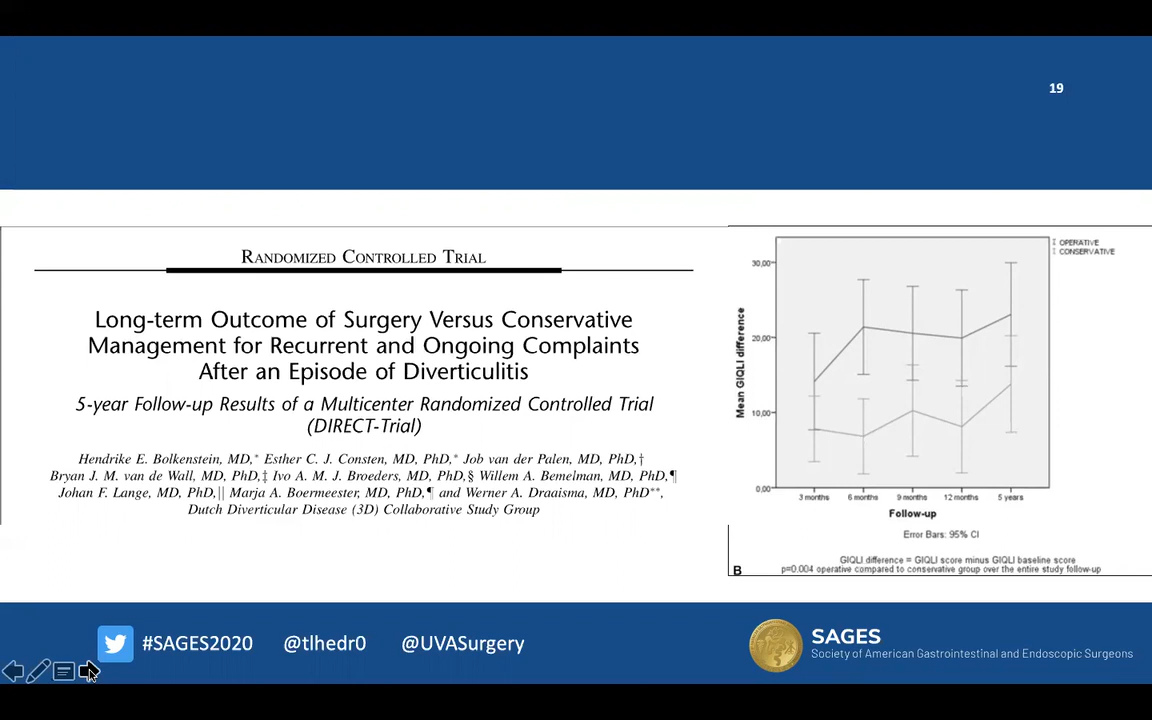 19
RANDOMIZED CONTROLLED TRIAL
Long-term Outcome of Surgery Versus Conservative
Management for Recurrent and Ongoing Complaints
After an Episode of Diverticulitis
5-year Follow-up Results of a Multicenter Randomized Controlled Trial
(DIRECT-Trial)
Hendrike E. Bolkenstein, MD,* Esther C. J. Consten, MD, PhD,* Job van der Palen, MD, PhD,†
Bryan J. M. van de Wall, MD, PhD,‡ Ivo A. M. J. Broeders, MD, PhD,§ Willem A. Bemelman, MD, PhD,¶
Johan F. Lange, MD, PhD,|| Marja A. Boermeester, MD, PhD,¶ and Werner A. Draaisma, MD, PhD**,
Dutch Diverticular Disease (3D) Collaborative Study Group
OPERATIVE
CONSERVATIVE
Mean GIQLI difference
30,00
20,00
10,00
0,00
3 months 6 months 9 months 12 months 5 years
Follow-up
Error Bars: 95% CI
GIQLI difference = GIQLI score minus GIQLI baseline score
B p=0.004 operative compared to conservative group over the entire study follow-up
#SAGES2020 @tlhedr0 @UVASurgery
SAGES
Society of American Gastrointestinal and Endoscopic Surgeons